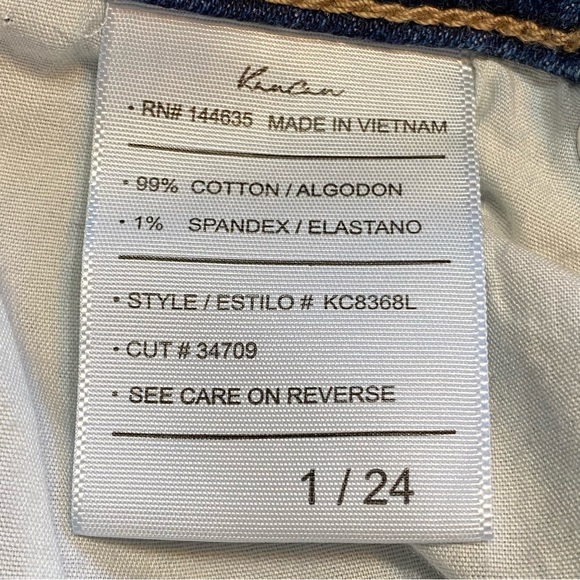 KanCan
• RN# 144635 MADE IN VIETNAM
• 99% COTTON / ALGODON
• 1% SPANDEX / ELASTANO
• STYLE / ESTILO # KC8368L
• CUT # 34709
• SEE CARE ON REVERSE
1 / 24